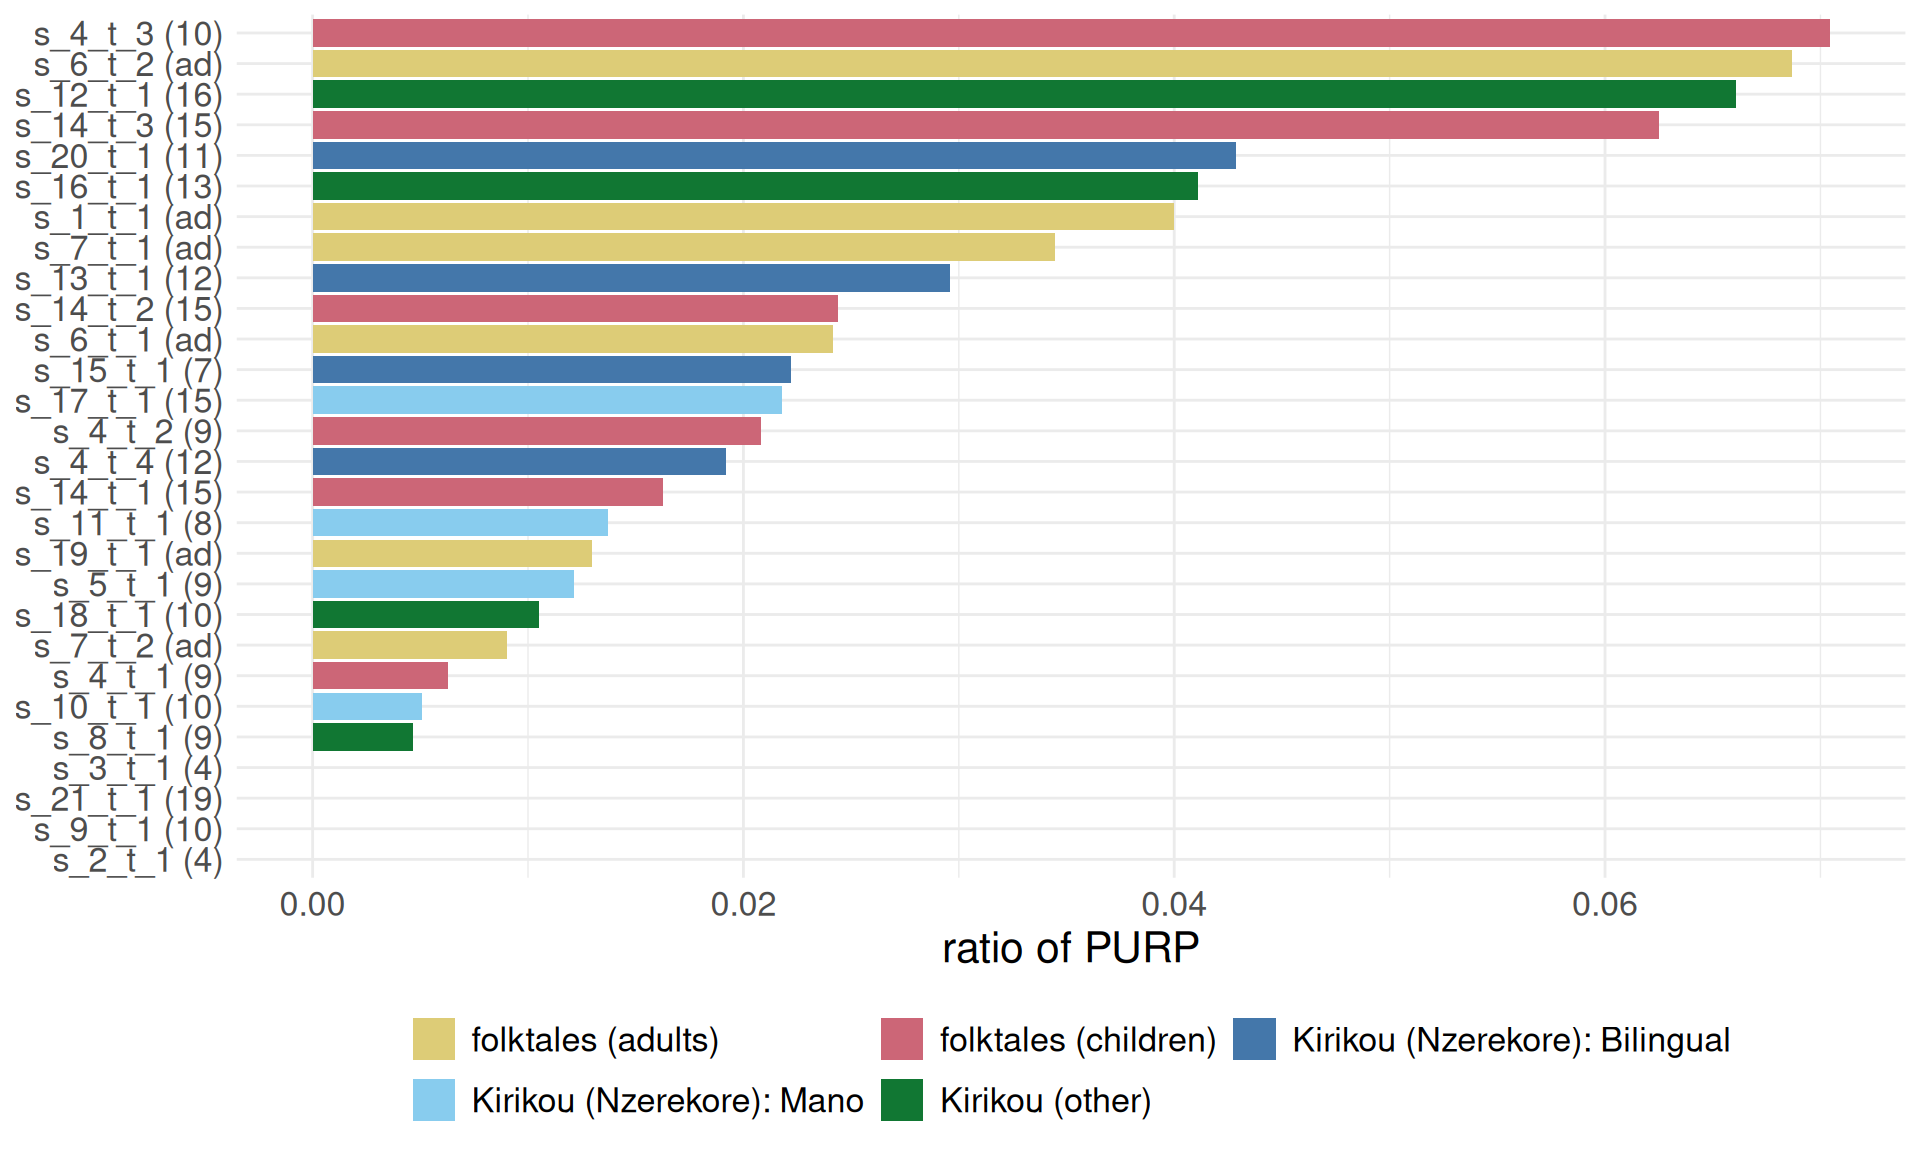 s_4_t_3 (10)
s_6_t_2 (ad)
s_12_t_1 (16)
s_14_t_3 (15)
s_20_t_1 (11)
s_16_t_1 (13)
s_1_t_1 (ad)
s_7_t_1 (ad)
s_13_t_1 (12)
s_14_t_2 (15)
s_6_t_1 (ad)
s_15_t_1 (7)
s_17_t_1 (15)
s_4_t_2 (9)
s_4_t_4 (12)
s_14_t_1 (15)
s_11_t_1 (8)
s_19_t_1 (ad)
s_5_t_1 (9)
s_18_t_1 (10)
s_7_t_2 (ad)
s_4_t_1 (9)
s_10_t_1 (10)
s_8_t_1 (9)
s_3_t_1 (4)
s_21_t_1 (19)
s_9_t_1 (10)
s_2_t_1 (4)
0.00 0.02 0.04 0.06
ratio of PURP
folktales (adults) folktales (children) Kirikou (Nzerekore): Bilingual
Kirikou (Nzerekore): Mano Kirikou (other)